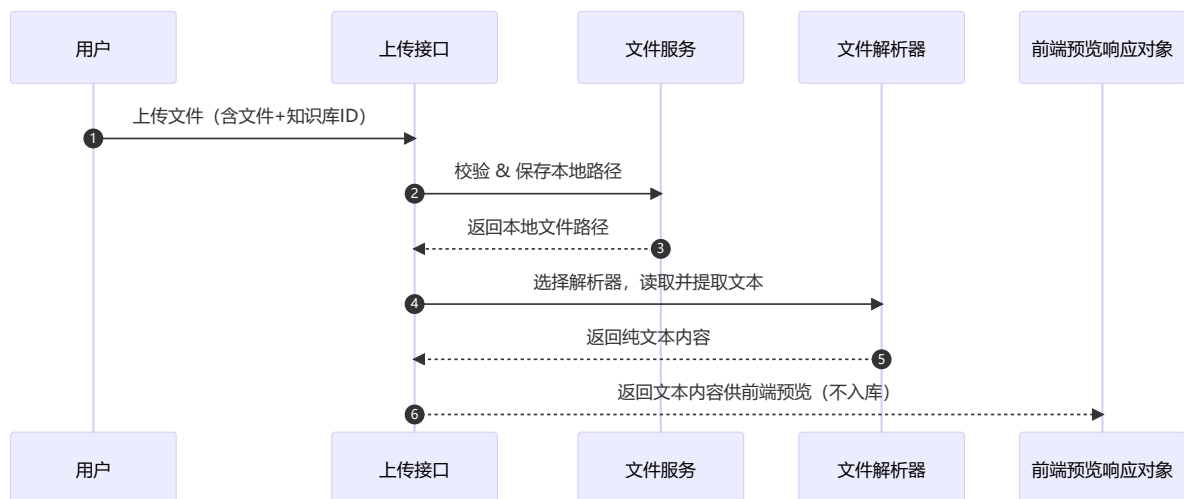 用户
上传接口
文件服务
文件解析器
前端预览响应对象
上传文件（含文件+知识库ID）
1
校验 & 保存本地路径
2
返回本地文件路径
3
选择解析器，读取并提取文本
4
返回纯文本内容
5
返回文本内容供前端预览（不入库）
6
用户
上传接口
文件服务
文件解析器
前端预览响应对象